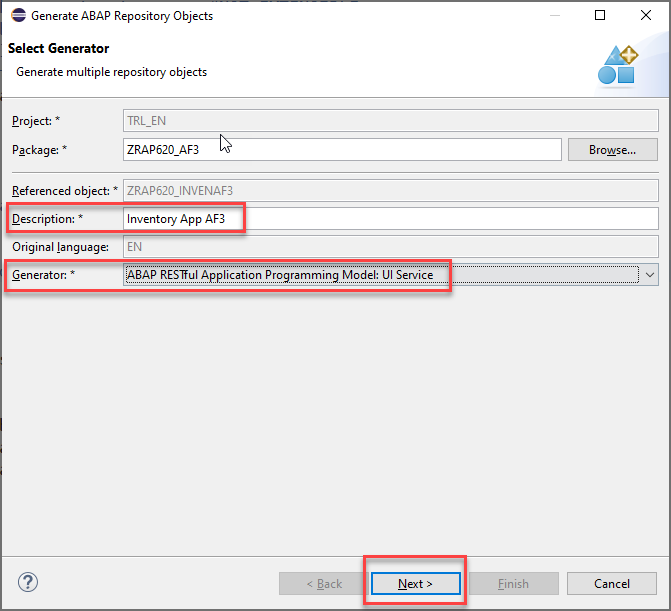 Generate ABAP Repository Objects
Select Generator
Generate multiple repository objects
Project: * TRL_EN
Package: * ZRAP620_AF3 Browse...
Referenced object: * ZRAP620_INVENAF3
Description: * Inventory App AF3
Original language: EN
Generator: * ABAP RESTful Application Programming Model: UI Service
? < Back Next > Finish Cancel